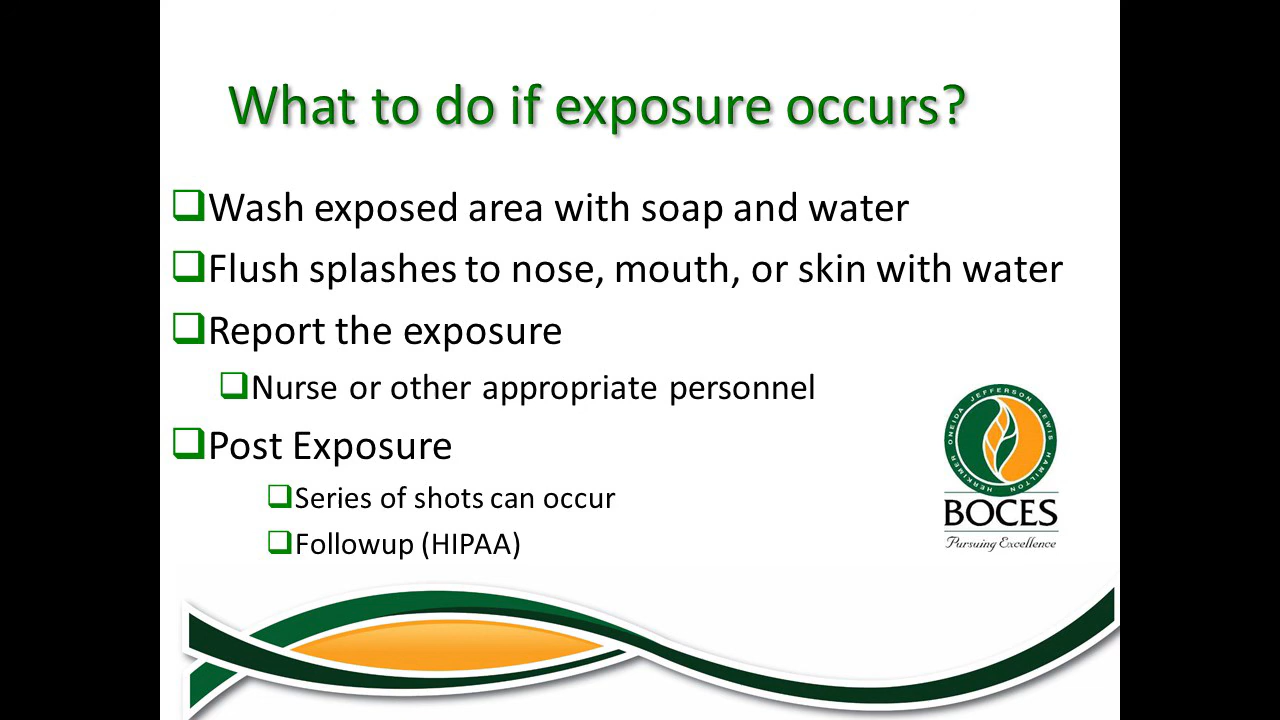 What to do if exposure occurs?
Wash exposed area with soap and water
Flush splashes to nose, mouth, or skin with water
Report the exposure
Nurse or other appropriate personnel
Post Exposure
Series of shots can occur
Followup (HIPAA)
HERKIMER ONEIDA JEFFERSON LEWIS HAMILTON
BOCES
Pursuing Excellence